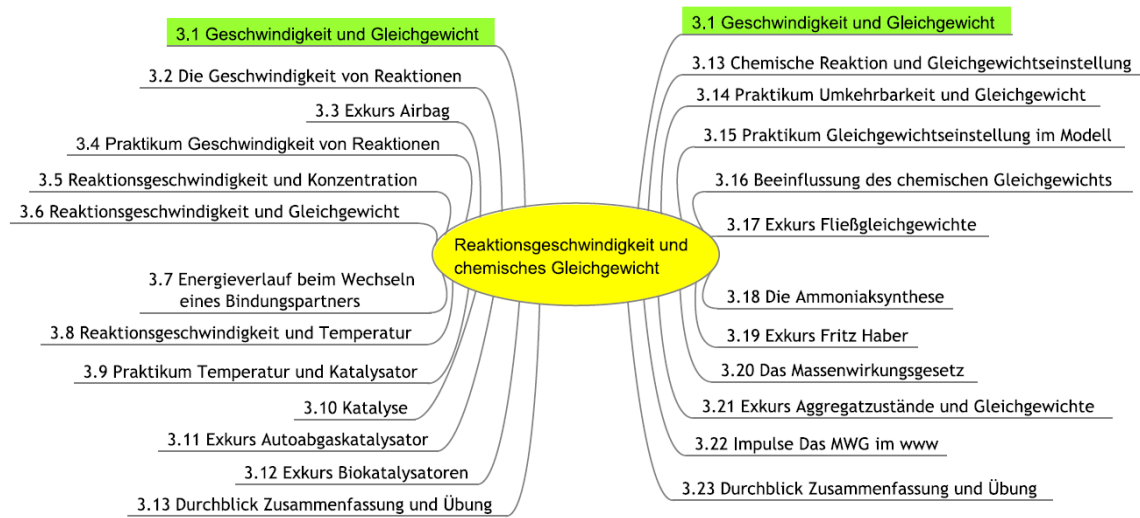 3.1 Geschwindigkeit und Gleichgewicht
3.2 Die Geschwindigkeit von Reaktionen
3.3 Exkurs Airbag
3.4 Praktikum Geschwindigkeit von Reaktionen
3.5 Reaktionsgeschwindigkeit und Konzentration
3.6 Reaktionsgeschwindigkeit und Gleichgewicht
3.7 Energieverlauf beim Wechseln
eines Bindungspartners
3.8 Reaktionsgeschwindigkeit und Temperatur
3.9 Praktikum Temperatur und Katalysator
3.10 Katalyse
3.11 Exkurs Autoabgaskatalysator
3.12 Exkurs Biokatalysatoren
3.13 Durchblick Zusammenfassung und Übung
Reaktionsgeschwindigkeit und
chemisches Gleichgewicht
3.1 Geschwindigkeit und Gleichgewicht
3.13 Chemische Reaktion und Gleichgewichtseinstellung
3.14 Praktikum Umkehrbarkeit und Gleichgewicht
3.15 Praktikum Gleichgewichtseinstellung im Modell
3.16 Beeinflussung des chemischen Gleichgewichts
3.17 Exkurs Fließgleichgewichte
3.18 Die Ammoniaksynthese
3.19 Exkurs Fritz Haber
3.20 Das Massenwirkungsgesetz
3.21 Exkurs Aggregatzustände und Gleichgewichte
3.22 Impulse Das MWG im www
3.23 Durchblick Zusammenfassung und Übung